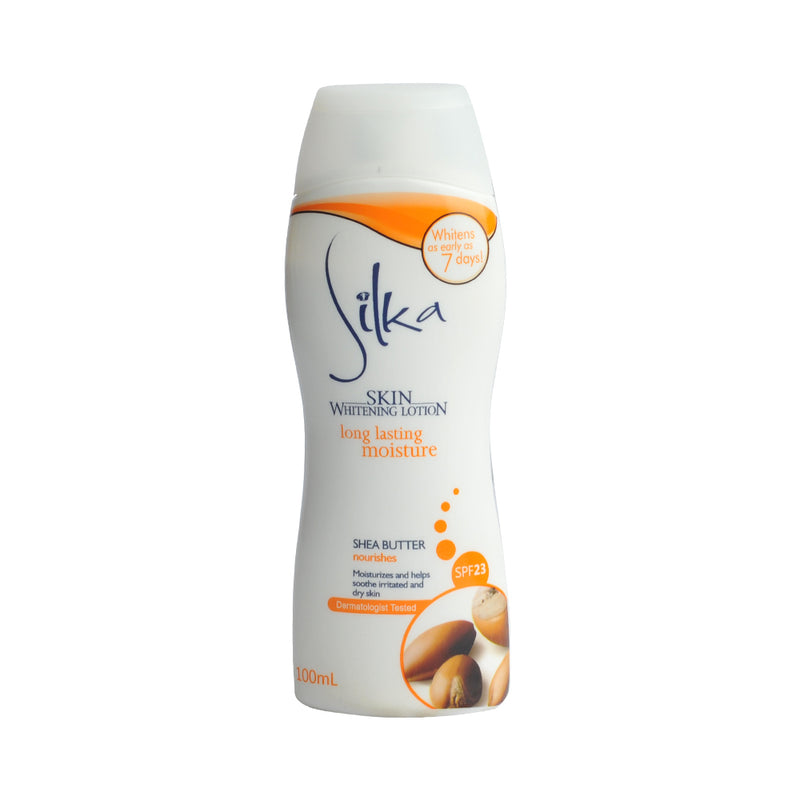 Whitens
as early as
7 days!
Silka
SKIN
WHITENING LOTION
long lasting
moisture
SHEA BUTTER
nourishes
Moisturizes and helps
soothe irritated and
dry skin
Dermatologist Tested
SPF23
100mL